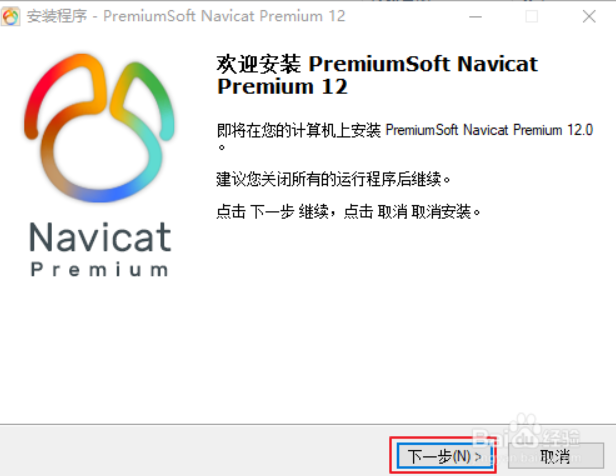 安装程序 - PremiumSoft Navicat Premium 12
欢迎安装 PremiumSoft Navicat
Premium 12
即将在您的计算机上安装 PremiumSoft Navicat Premium 12.0
。
建议您关闭所有的运行程序后继续。
点击 下一步 继续，点击 取消 取消安装。
Navicat
Premium
下一步(N) >
取消
Baidu 经验